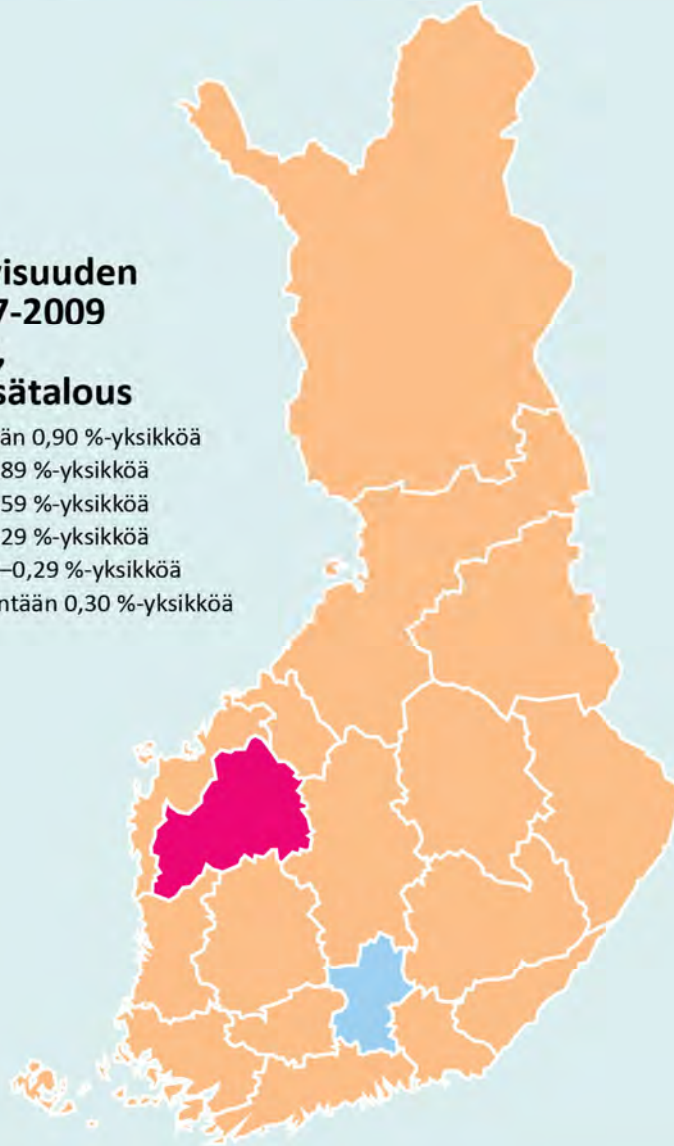 visuuden
7-2009
,
sätalous
än 0,90 %-yksikköä
89 %-yksikköä
59 %-yksikköä
29 %-yksikköä
–0,29 %-yksikköä
ntään 0,30 %-yksikköä